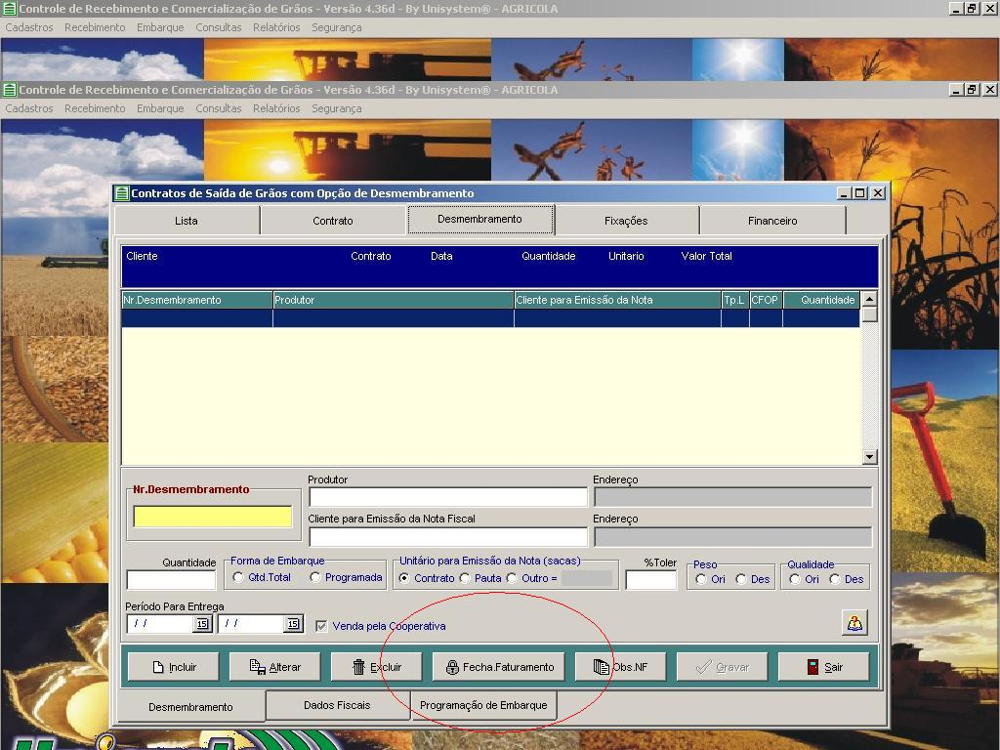 Controle de Recebimento e Comercialização de Grãos - Versão 4.36d - By Unisystem® - AGRICOLA
Cadastros Recebimento Embarque Consultas Relatórios Segurança
Controle de Recebimento e Comercialização de Grãos - Versão 4.36d - By Unisystem® - AGRICOLA
Cadastros Recebimento Embarque Consultas Relatórios Segurança
Contratos de Saída de Grãos com Opção de Desmembramento
Lista Contrato Desmembramento Fixações Financeiro
Cliente Contrato Data Quantidade Unitario Valor Total
Nr.Desmembramento Produtor Cliente para Emissão da Nota Tp.L CFOP Quantidade
Nr.Desmembramento
Produtor Endereço
Cliente para Emissão da Nota Fiscal Endereço
Quantidade Forma de Embarque Unitário para Emissão da Nota (sacas) %Toler Peso Qualidade
Qtd.Total Programada Contrato Pauta Outro = Ori Des Ori Des
Período Para Entrega
/ / 15 / / 15 Venda pela Cooperativa
Incluir Alterar Excluir Fecha.Faturamento Obs.NF Gravar Sair
Desmembramento Dados Fiscais Programação de Embarque